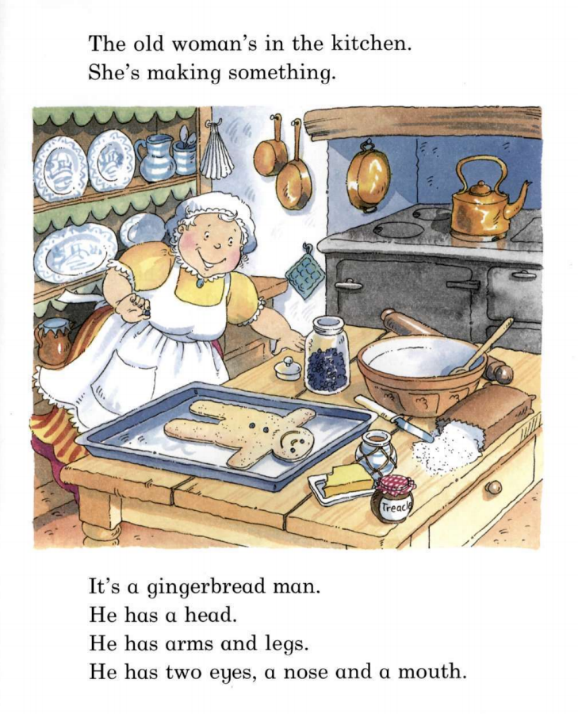 The old woman's in the kitchen.
She's making something.
Treacle
It's a gingerbread man.
He has a head.
He has arms and legs.
He has two eyes, a nose and a mouth.